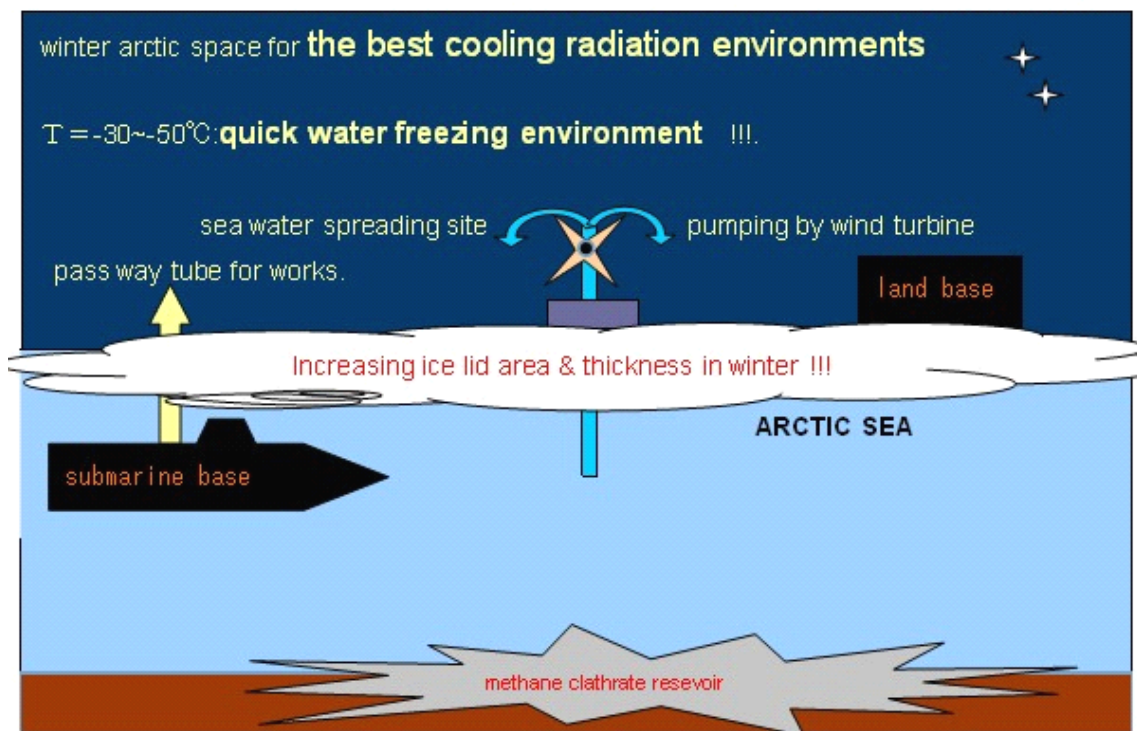 winter arctic space for the best cooling radiation environments
T=-30~-50℃:quick water freezing environment !!!.
sea water spreading site
pumping by wind turbine
pass way tube for works.
land base
Increasing ice lid area & thickness in winter !!!
ARCTIC SEA
submarine base
methane clathrate resevoir